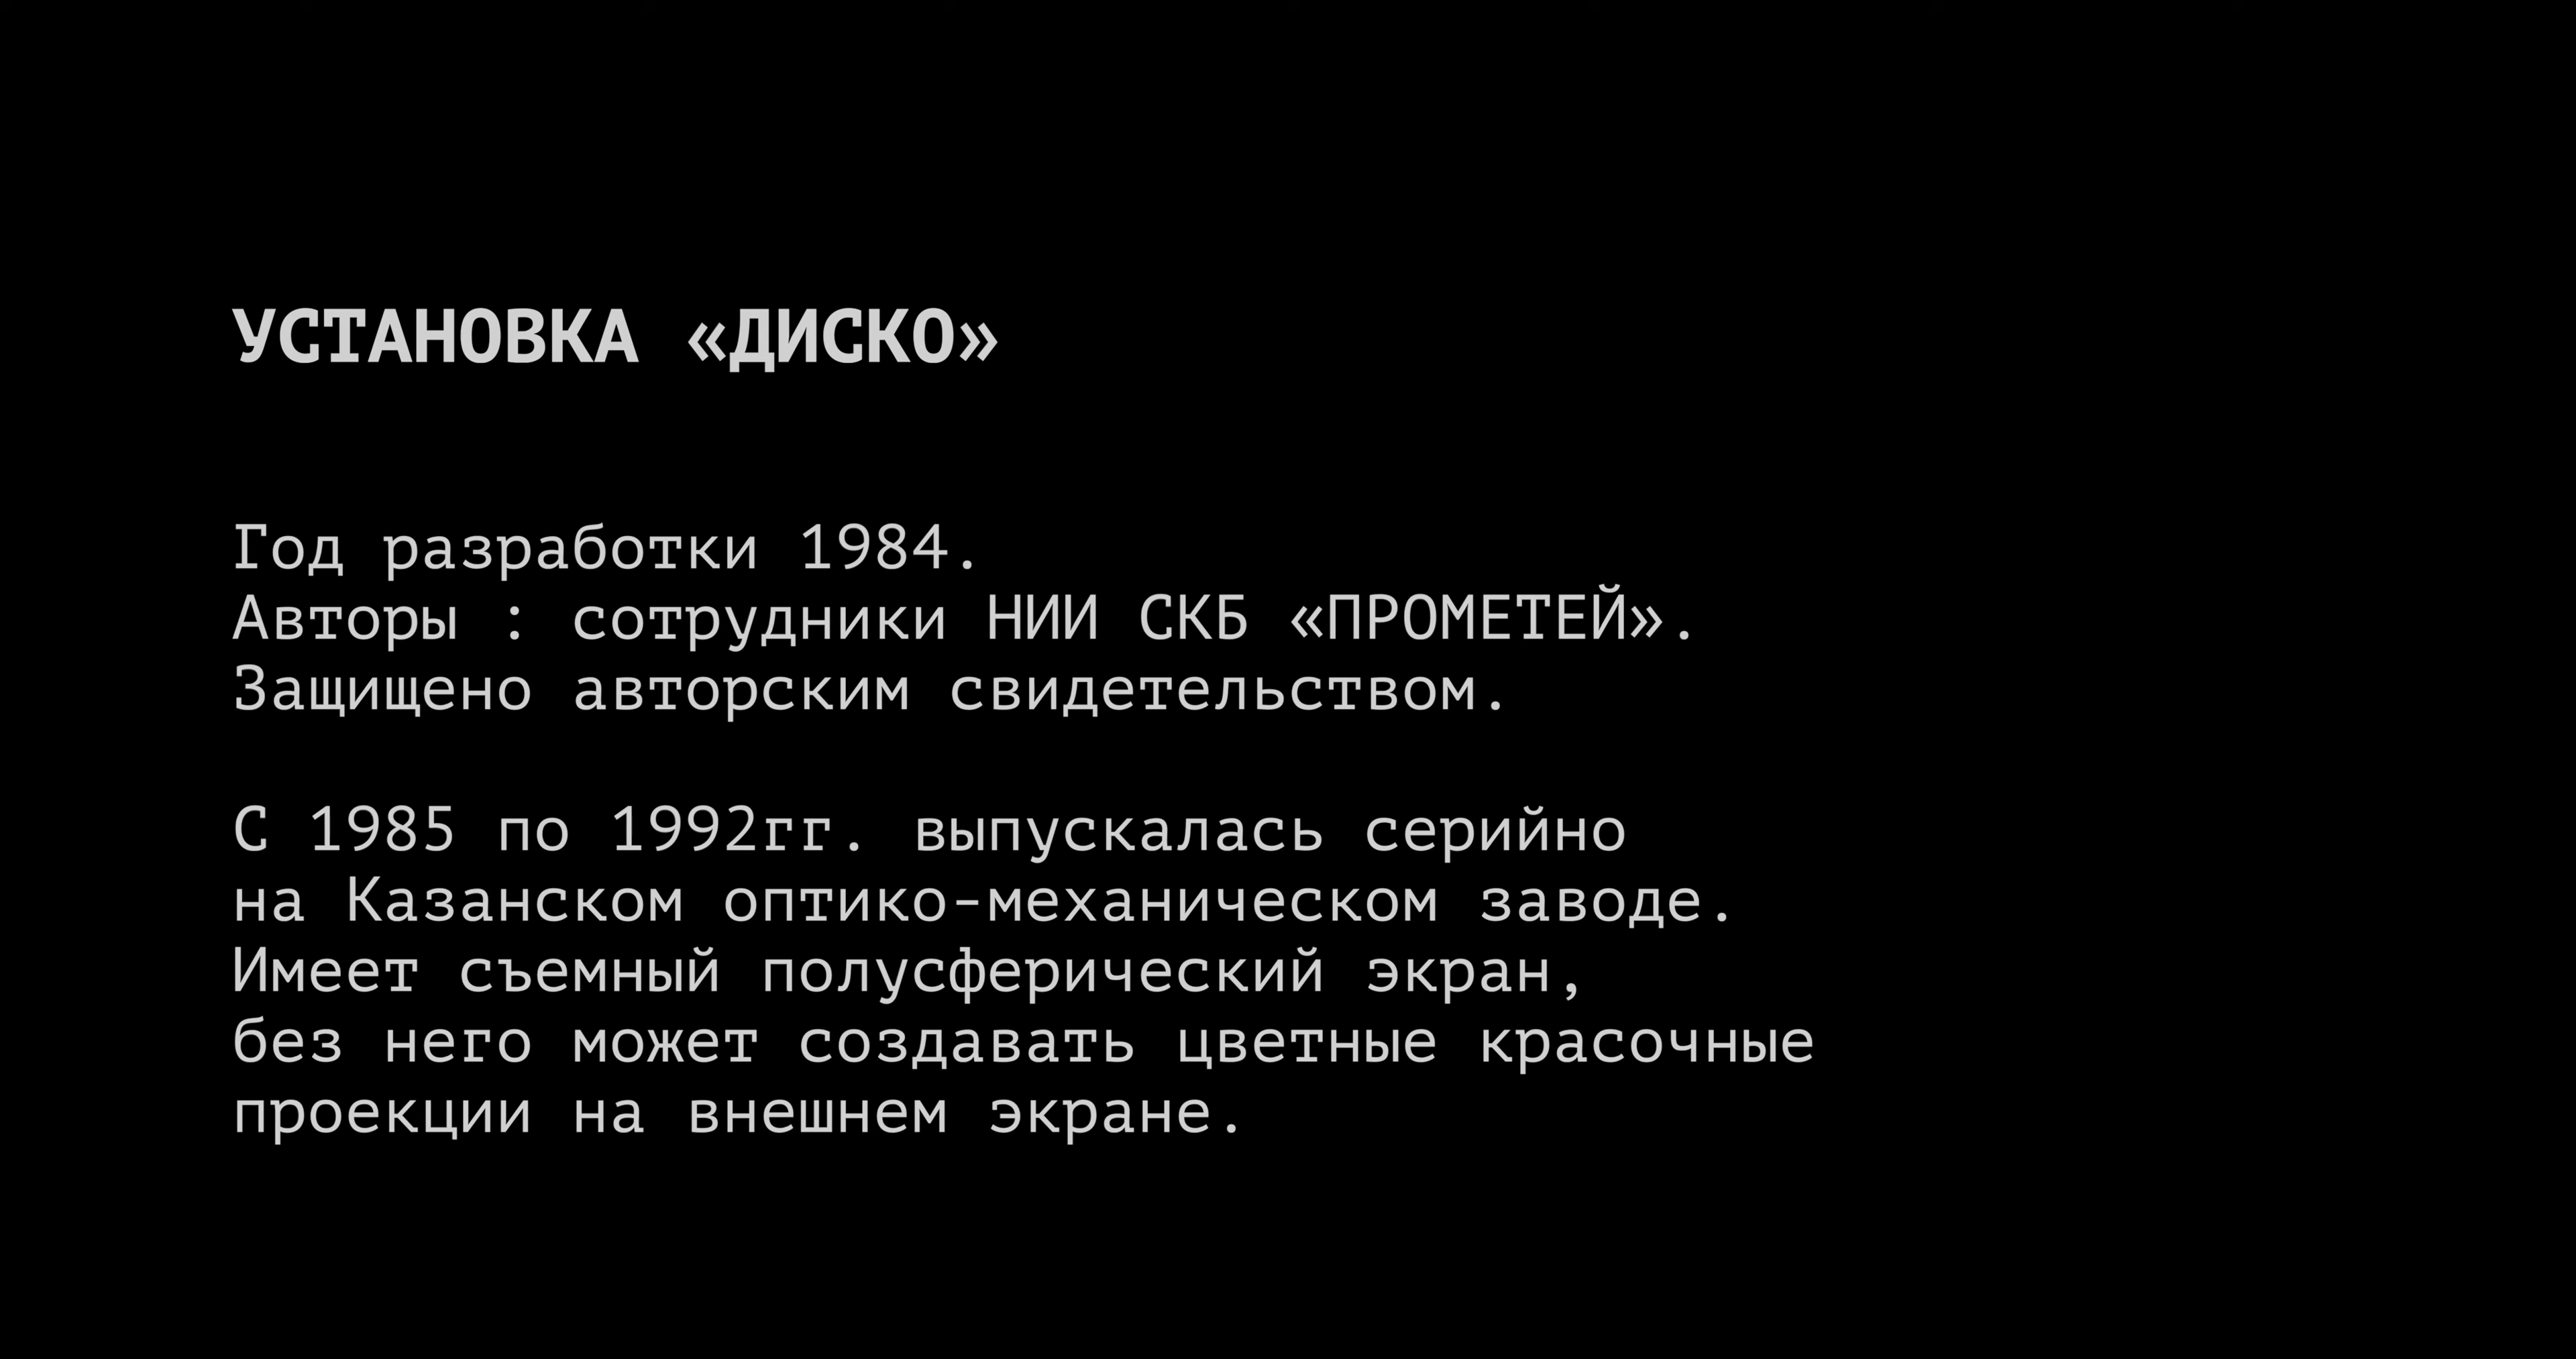 УСТАНОВКА «ДИСКО»
Год разработки 1984.
Авторы : сотрудники НИИ СКБ «ПРОМЕТЕЙ».
Защищено авторским свидетельством.
С 1985 по 1992гг. выпускалась серийно
на Казанском оптико-механическом заводе.
Имеет съемный полусферический экран,
без него может создавать цветные красочные
проекции на внешнем экране.